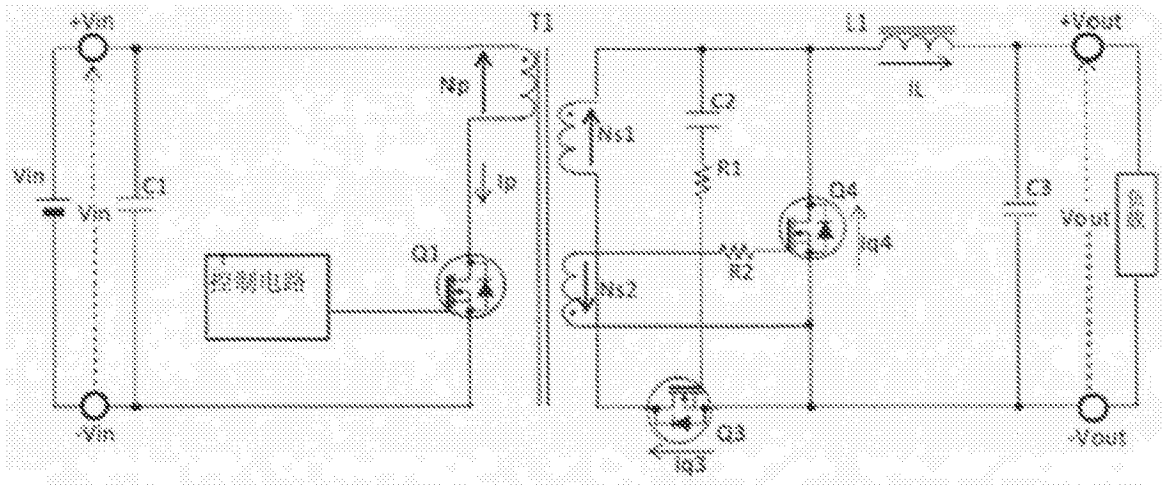 +Vin
T1
L1
+Vout
Np
IL
C2
Ns1
Vin
C1
Ip
R1
Q4
C3
Vin
Vout
Q1
iq4
控制电路
R2
Ns2
Q3
-Vin
-Vout
iq3